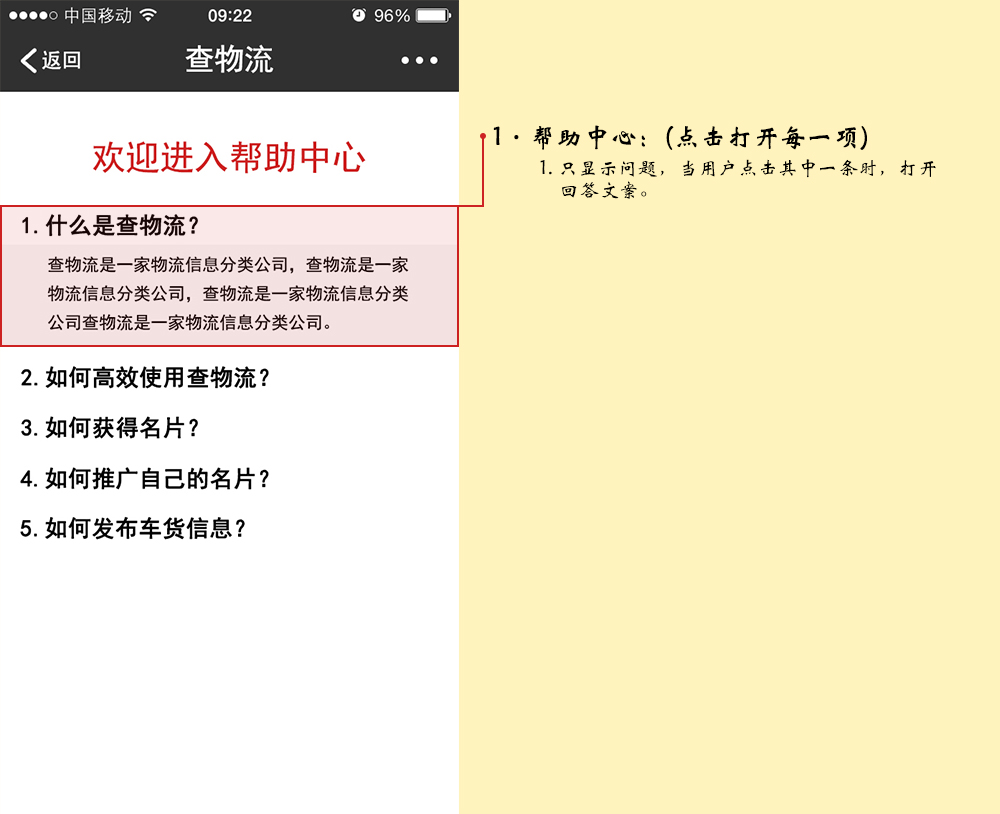 中国移动 09:22 96%
返回 查物流
欢迎进入帮助中心
1.什么是查物流?
查物流是一家物流信息分类公司，查物流是一家
物流信息分类公司，查物流是一家物流信息分类
公司查物流是一家物流信息分类公司。
2.如何高效使用查物流?
3.如何获得名片?
4.如何推广自己的名片?
5.如何发布车货信息?
1·帮助中心：(点击打开每一项)
1.只显示问题，当用户点击其中一条时，打开
回答文案。